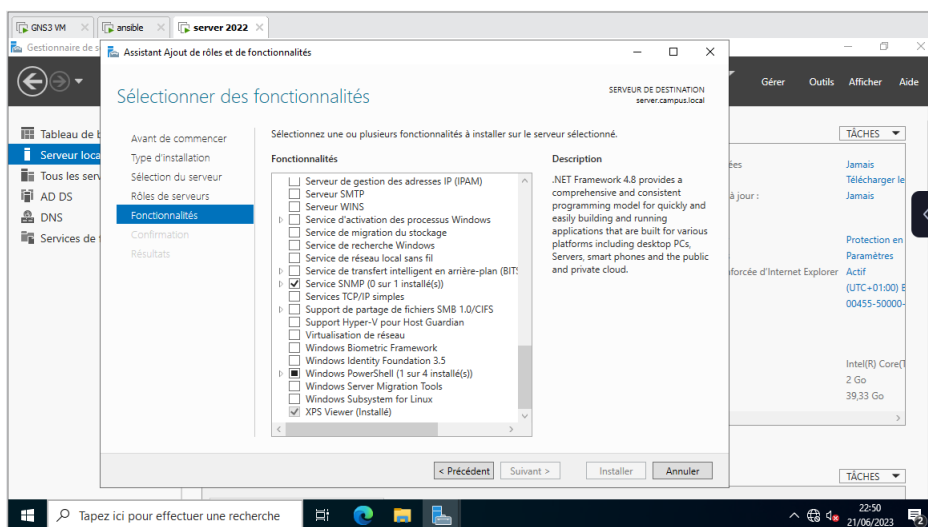 GNS3 VM
ansible
server 2022
Gestionnaire de s
Assistant Ajout de rôles et de fonctionnalités
Gérer Outils Afficher Aide
Sélectionner des fonctionnalités
SERVEUR DE DESTINATION
server.campus.local
Tableau de b
Serveur loca
Tous les serv
AD DS
DNS
Services de f
Avant de commencer
Type d'installation
Sélection du serveur
Rôles de serveurs
Fonctionnalités
Confirmation
Résultats
Sélectionnez une ou plusieurs fonctionnalités à installer sur le serveur sélectionné.
Fonctionnalités
Serveur de gestion des adresses IP (IPAM)
Serveur SMTP
Serveur WINS
Service d'activation des processus Windows
Service de migration du stockage
Service de recherche Windows
Service de réseau local sans fil
Service de transfert intelligent en arrière-plan (BITS
Service SNMP (0 sur 1 installé(s))
Services TCP/IP simples
Support de partage de fichiers SMB 1.0/CIFS
Support Hyper-V pour Host Guardian
Virtualisation de réseau
Windows Biometric Framework
Windows Identity Foundation 3.5
Windows PowerShell (1 sur 4 installé(s))
Windows Server Migration Tools
Windows Subsystem for Linux
XPS Viewer (Installé)
Description
.NET Framework 4.8 provides a
comprehensive and consistent
programming model for quickly and
easily building and running
applications that are built for various
platforms including desktop PCs,
Servers, smart phones and the public
and private cloud.
< Précédent Suivant > Installer Annuler
TÂCHES
ées Jamais
Télécharger le
à jour : Jamais
Protection en
Paramètres
forcée d'Internet Explorer Actif
(UTC+01:00) B
00455-50000-
Intel(R) Core(T
2 Go
39,33 Go
TÂCHES
Tapez ici pour effectuer une recherche
22:50
21/06/2023
2